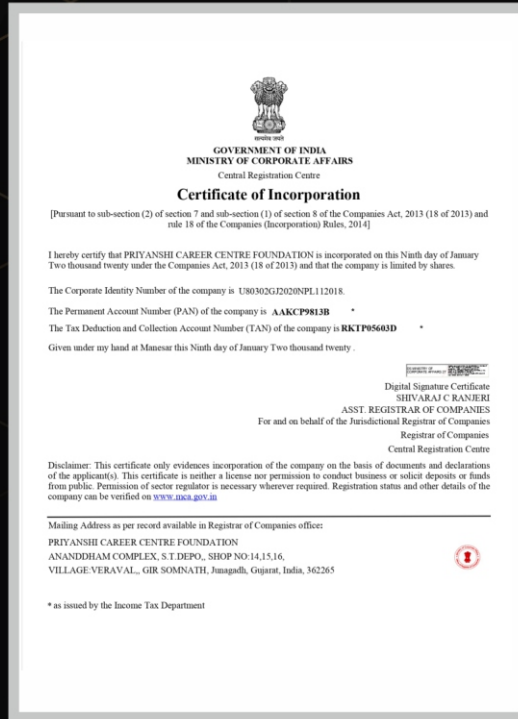 सत्यमेव जयते
GOVERNMENT OF INDIA
MINISTRY OF CORPORATE AFFAIRS
Central Registration Centre
Certificate of Incorporation
[Pursuant to sub-section (2) of section 7 and sub-section (1) of section 8 of the Companies Act, 2013 (18 of 2013) and
rule 18 of the Companies (Incorporation) Rules, 2014]
I hereby certify that PRIYANSHI CAREER CENTRE FOUNDATION is incorporated on this Ninth day of January
Two thousand twenty under the Companies Act, 2013 (18 of 2013) and that the company is limited by shares.
The Corporate Identity Number of the company is U80302GJ2020NPL112018.
The Permanent Account Number (PAN) of the company is AAKCP9813B *
The Tax Deduction and Collection Account Number (TAN) of the company is RKTP05603D *
Given under my hand at Manesar this Ninth day of January Two thousand twenty .
Digital Signature Certificate
SHIVARAJ C RANJERI
ASST. REGISTRAR OF COMPANIES
For and on behalf of the Jurisdictional Registrar of Companies
Registrar of Companies
Central Registration Centre
Disclaimer: This certificate only evidences incorporation of the company on the basis of documents and declarations
of the applicant(s). This certificate is neither a license nor permission to conduct business or solicit deposits or funds
from public. Permission of sector regulator is necessary wherever required. Registration status and other details of the
company can be verified on www.mca.gov.in
Mailing Address as per record available in Registrar of Companies office:
PRIYANSHI CAREER CENTRE FOUNDATION
ANANDDHAM COMPLEX, S.T.DEPO,, SHOP NO:14,15,16,
VILLAGE:VERAVAL,, GIR SOMNATH, Junagadh, Gujarat, India, 362265
* as issued by the Income Tax Department